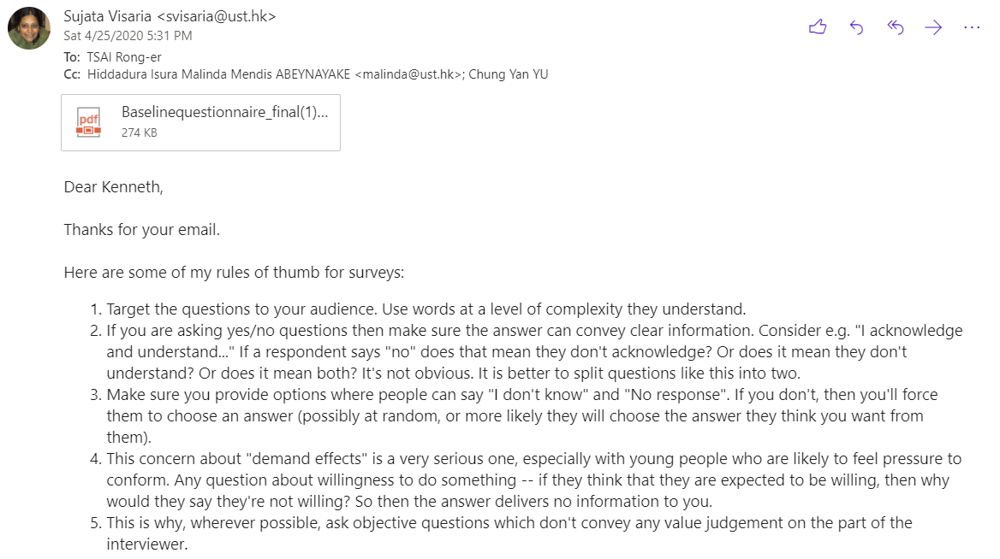 Sujata Visaria <svisaria@ust.hk>
Sat 4/25/2020 5:31 PM
To: TSAI Rong-er
Cc: Hiddadura Isura Malinda Mendis ABEYNAYAKE <malinda@ust.hk>; Chung Yan YU
pdf
Baselinequestionnaire_final(1)...
274 KB
Dear Kenneth,
Thanks for your email.
Here are some of my rules of thumb for surveys:
1. Target the questions to your audience. Use words at a level of complexity they understand.
2. If you are asking yes/no questions then make sure the answer can convey clear information. Consider e.g. "I acknowledge
and understand..." If a respondent says "no" does that mean they don't acknowledge? Or does it mean they don't
understand? Or does it mean both? It's not obvious. It is better to split questions like this into two.
3. Make sure you provide options where people can say "I don't know" and "No response". If you don't, then you'll force
them to choose an answer (possibly at random, or more likely they will choose the answer they think you want from
them).
4. This concern about "demand effects" is a very serious one, especially with young people who are likely to feel pressure to
conform. Any question about willingness to do something -- if they think that they are expected to be willing, then why
would they say they're not willing? So then the answer delivers no information to you.
5. This is why, wherever possible, ask objective questions which don't convey any value judgement on the part of the
interviewer.